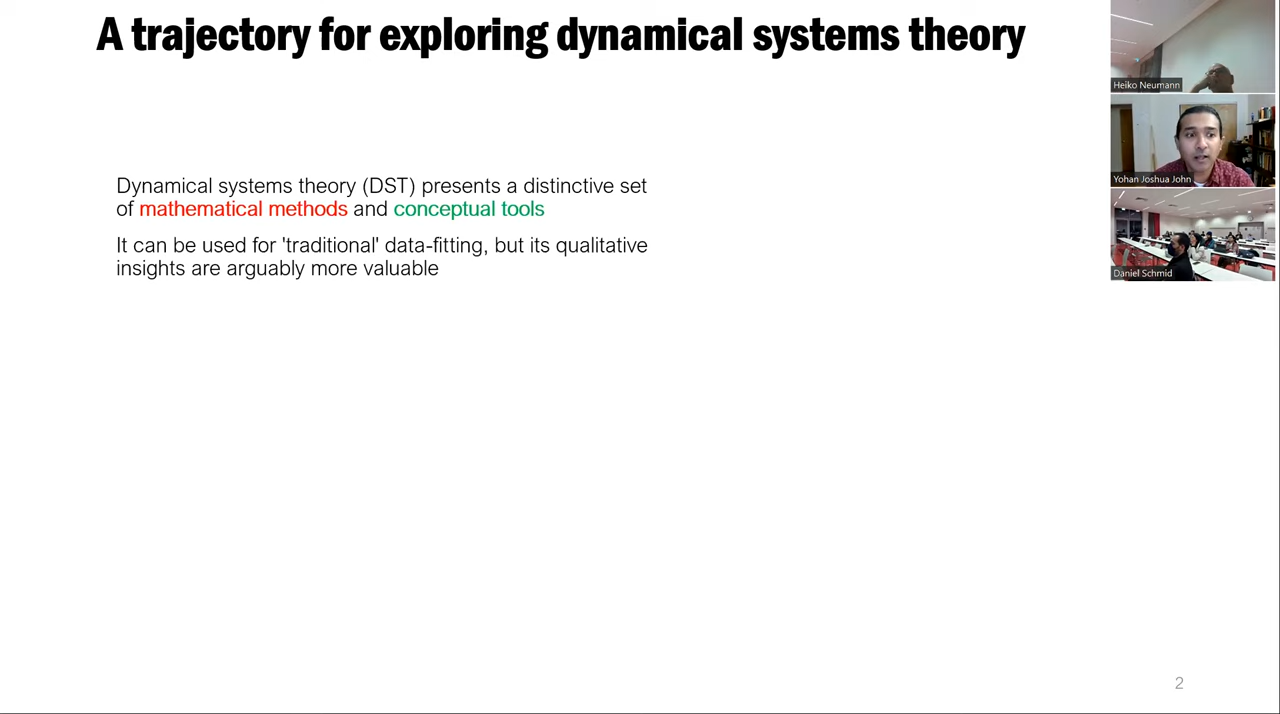 A trajectory for exploring dynamical systems theory
Heiko Neumann
Yohan Joshua John
Daniel Schmid
Dynamical systems theory (DST) presents a distinctive set
of mathematical methods and conceptual tools
It can be used for 'traditional' data-fitting, but its qualitative
insights are arguably more valuable
2